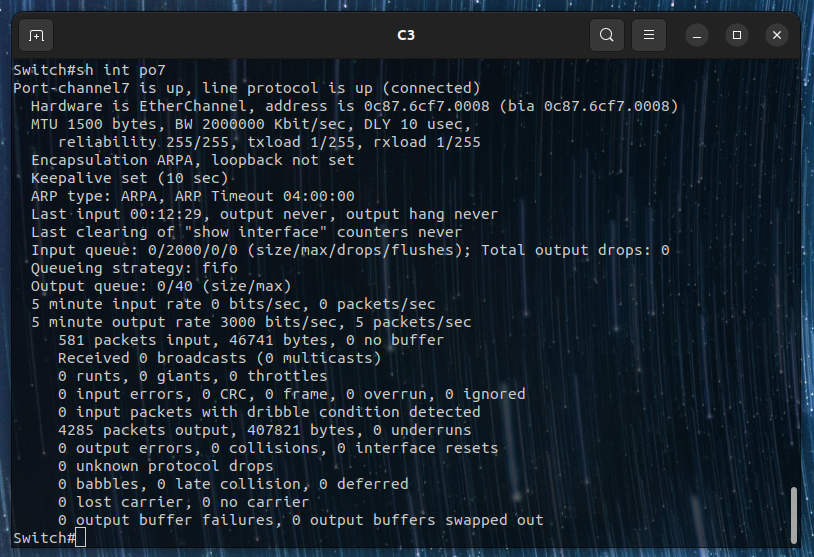 C3
Switch#sh int po7
Port-channel7 is up, line protocol is up (connected)
  Hardware is EtherChannel, address is 0c87.6cf7.0008 (bia 0c87.6cf7.0008)
  MTU 1500 bytes, BW 2000000 Kbit/sec, DLY 10 usec,
     reliability 255/255, txload 1/255, rxload 1/255
  Encapsulation ARPA, loopback not set
  Keepalive set (10 sec)
  ARP type: ARPA, ARP Timeout 04:00:00
  Last input 00:12:29, output never, output hang never
  Last clearing of "show interface" counters never
  Input queue: 0/2000/0/0 (size/max/drops/flushes); Total output drops: 0
  Queueing strategy: fifo
  Output queue: 0/40 (size/max)
  5 minute input rate 0 bits/sec, 0 packets/sec
  5 minute output rate 3000 bits/sec, 5 packets/sec
     581 packets input, 46741 bytes, 0 no buffer
     Received 0 broadcasts (0 multicasts)
     0 runts, 0 giants, 0 throttles
     0 input errors, 0 CRC, 0 frame, 0 overrun, 0 ignored
     0 input packets with dribble condition detected
     4285 packets output, 407821 bytes, 0 underruns
     0 output errors, 0 collisions, 0 interface resets
     0 unknown protocol drops
     0 babbles, 0 late collision, 0 deferred
     0 lost carrier, 0 no carrier
     0 output buffer failures, 0 output buffers swapped out
Switch#